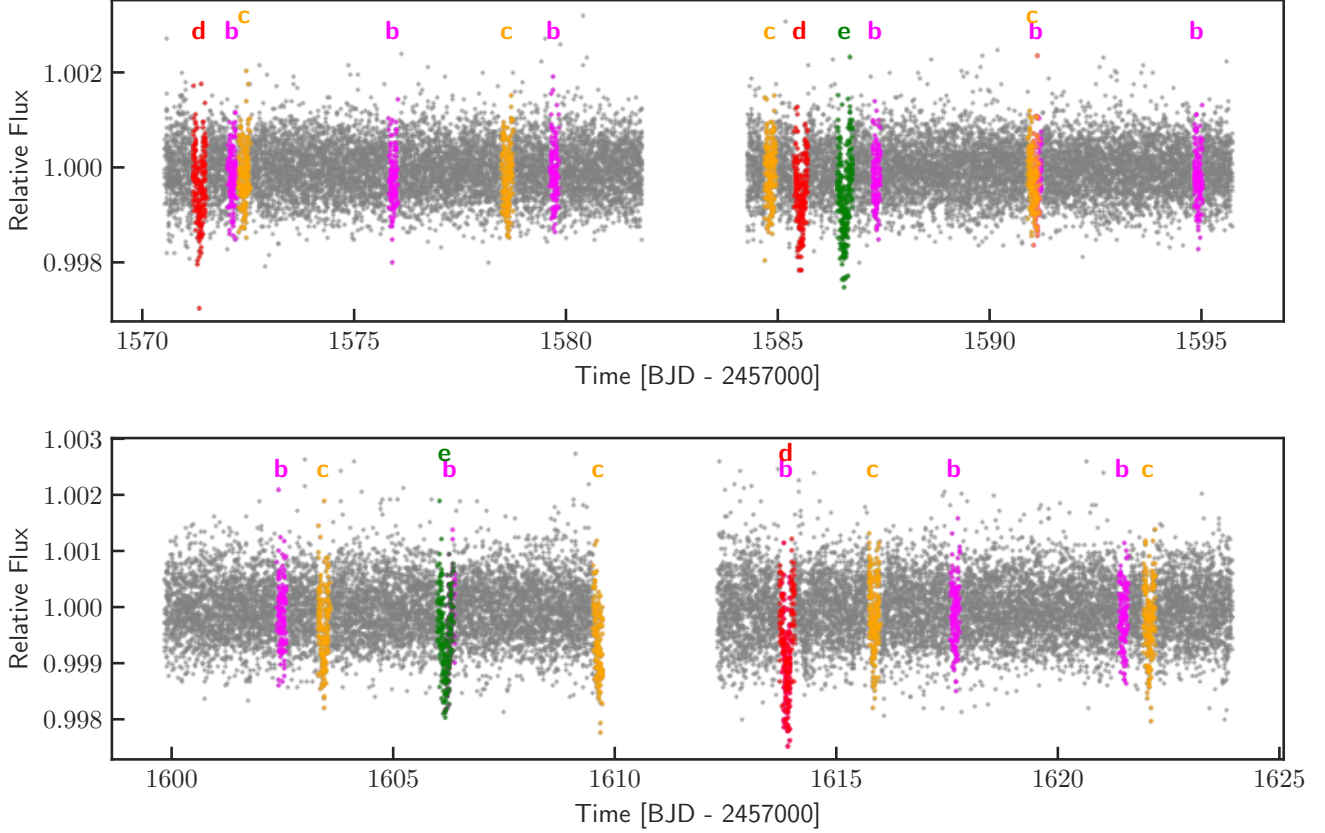 c c
d b b c b c d e b b b
1.002
1.000
0.998
Relative Flux
1570 1575 1580 1585 1590 1595
Time [BJD - 2457000]
1.003
e d
b c b c b c b b c
1.002
1.001
1.000
0.999
0.998
Relative Flux
1600 1605 1610 1615 1620 1625
Time [BJD - 2457000]